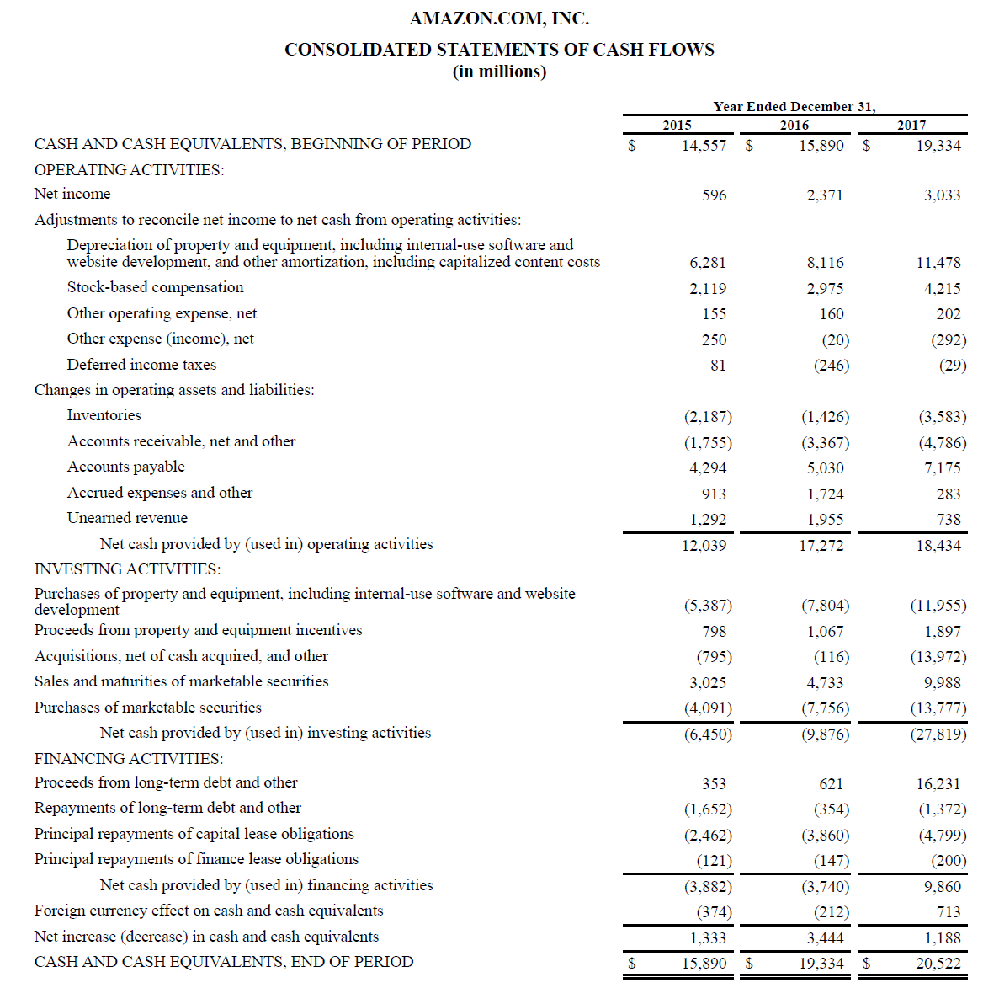 AMAZON.COM, INC.
CONSOLIDATED STATEMENTS OF CASH FLOWS
(in millions)
Year Ended December 31,
2015 2016 2017
CASH AND CASH EQUIVALENTS, BEGINNING OF PERIOD $ 14,557 $ 15,890 $ 19,334
OPERATING ACTIVITIES:
Net income 596 2,371 3,033
Adjustments to reconcile net income to net cash from operating activities:
Depreciation of property and equipment, including internal-use software and
website development, and other amortization, including capitalized content costs 6,281 8,116 11,478
Stock-based compensation 2,119 2,975 4,215
Other operating expense, net 155 160 202
Other expense (income), net 250 (20) (292)
Deferred income taxes 81 (246) (29)
Changes in operating assets and liabilities:
Inventories (2,187) (1,426) (3,583)
Accounts receivable, net and other (1,755) (3,367) (4,786)
Accounts payable 4,294 5,030 7,175
Accrued expenses and other 913 1,724 283
Unearned revenue 1,292 1,955 738
Net cash provided by (used in) operating activities 12,039 17,272 18,434
INVESTING ACTIVITIES:
Purchases of property and equipment, including internal-use software and website
development (5,387) (7,804) (11,955)
Proceeds from property and equipment incentives 798 1,067 1,897
Acquisitions, net of cash acquired, and other (795) (116) (13,972)
Sales and maturities of marketable securities 3,025 4,733 9,988
Purchases of marketable securities (4,091) (7,756) (13,777)
Net cash provided by (used in) investing activities (6,450) (9,876) (27,819)
FINANCING ACTIVITIES:
Proceeds from long-term debt and other 353 621 16,231
Repayments of long-term debt and other (1,652) (354) (1,372)
Principal repayments of capital lease obligations (2,462) (3,860) (4,799)
Principal repayments of finance lease obligations (121) (147) (200)
Net cash provided by (used in) financing activities (3,882) (3,740) 9,860
Foreign currency effect on cash and cash equivalents (374) (212) 713
Net increase (decrease) in cash and cash equivalents 1,333 3,444 1,188
CASH AND CASH EQUIVALENTS, END OF PERIOD $ 15,890 $ 19,334 $ 20,522